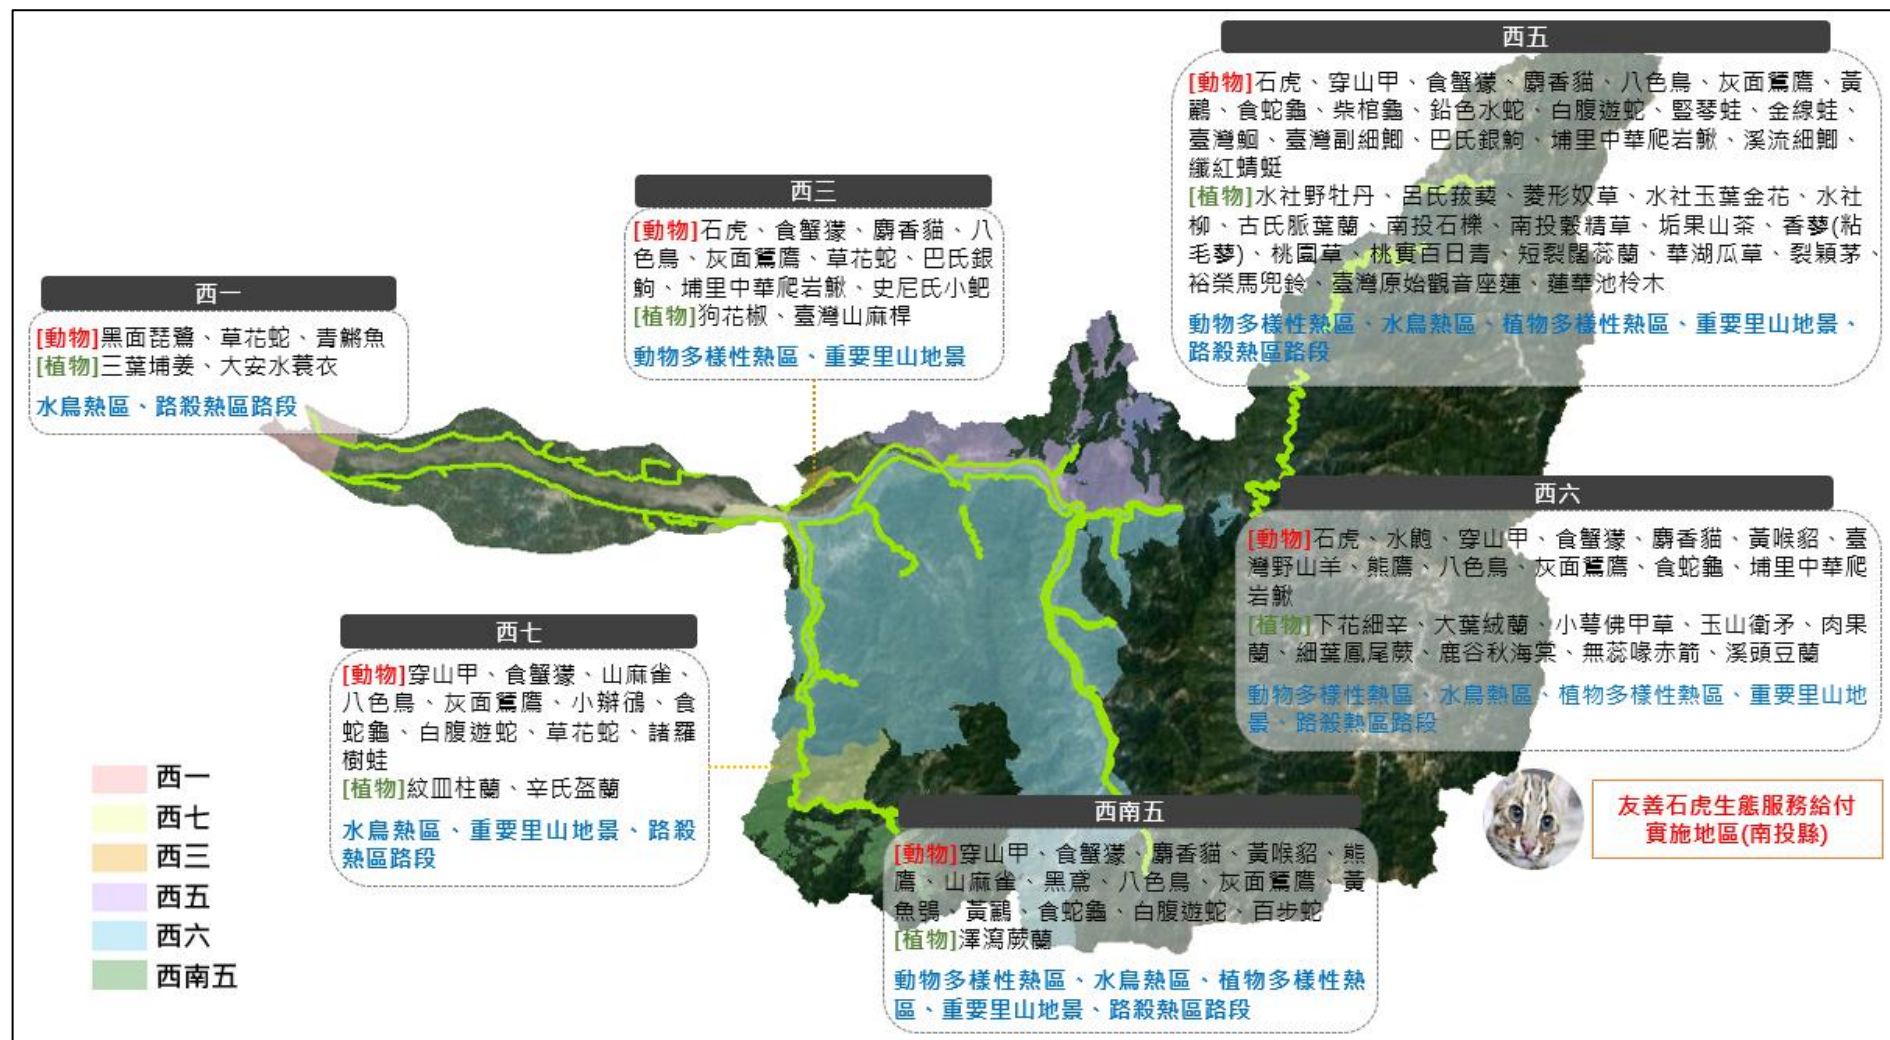 西一
[動物]黑面琵鷺、草花蛇、青鱂魚
[植物]三葉埔姜、大安水蓑衣
水鳥熱區、路殺熱區路段
西三
[動物]石虎、食蟹獴、麝香貓、八
色鳥、灰面鵟鷹、草花蛇、巴氏銀
鮈、埔里中華爬岩鰍、史尼氏小䰾
[植物]狗花椒、臺灣山麻桿
動物多樣性熱區、重要里山地景
西五
[動物]石虎、穿山甲、食蟹獴、麝香貓、八色鳥、灰面鵟鷹、黃
鸝、食蛇龜、柴棺龜、鉛色水蛇、白腹遊蛇、豎琴蛙、金線蛙、
臺灣鮰、臺灣副細鯽、巴氏銀鮈、埔里中華爬岩鰍、溪流細鯽、
纖紅蜻蜓
[植物]水社野牡丹、呂氏菝葜、菱形奴草、水社玉葉金花、水社
柳、古氏脈葉蘭、南投石櫟、南投穀精草、垢果山茶、香蓼(粘
毛蓼)、桃園草、桃實百日青、短裂闊蕊蘭、華湖瓜草、裂穎茅、
裕榮馬兜鈴、臺灣原始觀音座蓮、蓮華池柃木
動物多樣性熱區、水鳥熱區、植物多樣性熱區、重要里山地景、
路殺熱區路段
西六
[動物]石虎、水鼩、穿山甲、食蟹獴、麝香貓、黃喉貂、臺
灣野山羊、熊鷹、八色鳥、灰面鵟鷹、食蛇龜、埔里中華爬
岩鰍
[植物]下花細辛、大葉絨蘭、小萼佛甲草、玉山衛矛、肉果
蘭、細葉鳳尾蕨、鹿谷秋海棠、無蕊喙赤箭、溪頭豆蘭
動物多樣性熱區、水鳥熱區、植物多樣性熱區、重要里山地
景、路殺熱區路段
西七
[動物]穿山甲、食蟹獴、山麻雀、
八色鳥、灰面鵟鷹、小辮鴴、食
蛇龜、白腹遊蛇、草花蛇、諸羅
樹蛙
[植物]紋皿柱蘭、辛氏盔蘭
水鳥熱區、重要里山地景、路殺
熱區路段
西南五
[動物]穿山甲、食蟹獴、麝香貓、黃喉貂、熊
鷹、山麻雀、黑鳶、八色鳥、灰面鵟鷹、黃
魚鴞、黃鸝、食蛇龜、白腹遊蛇、百步蛇
[植物]澤瀉蕨蘭
動物多樣性熱區、水鳥熱區、植物多樣性熱
區、重要里山地景、路殺熱區路段
友善石虎生態服務給付
實施地區(南投縣)
西一
西七
西三
西五
西六
西南五